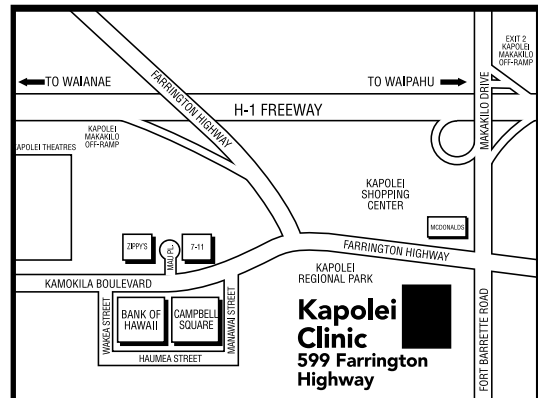 EXIT 2
KAPOLEI
MAKAKILO
OFF-RAMP
TO WAIANAE
FARRINGTON HIGHWAY
TO WAIPAHU
MAKAKILO DRIVE
H-1 FREEWAY
KAPOLEI
MAKAKILO
OFF-RAMP
APOLEI THEATRES
KAPOLEI
SHOPPING
CENTER
MCDONALDS
ZIPPY'S
MAU PL.
7-11
FARRINGTON HIGHWAY
KAPOLEI
REGIONAL PARK
KAMOKILA BOULEVARD
WAKEA STREET
BANK OF
HAWAII
CAMPBELL
SQUARE
MANAWAI STREET
HAUMEA STREET
Kapolei
Clinic
599 Farrington
Highway
FORT BARRETTE ROAD